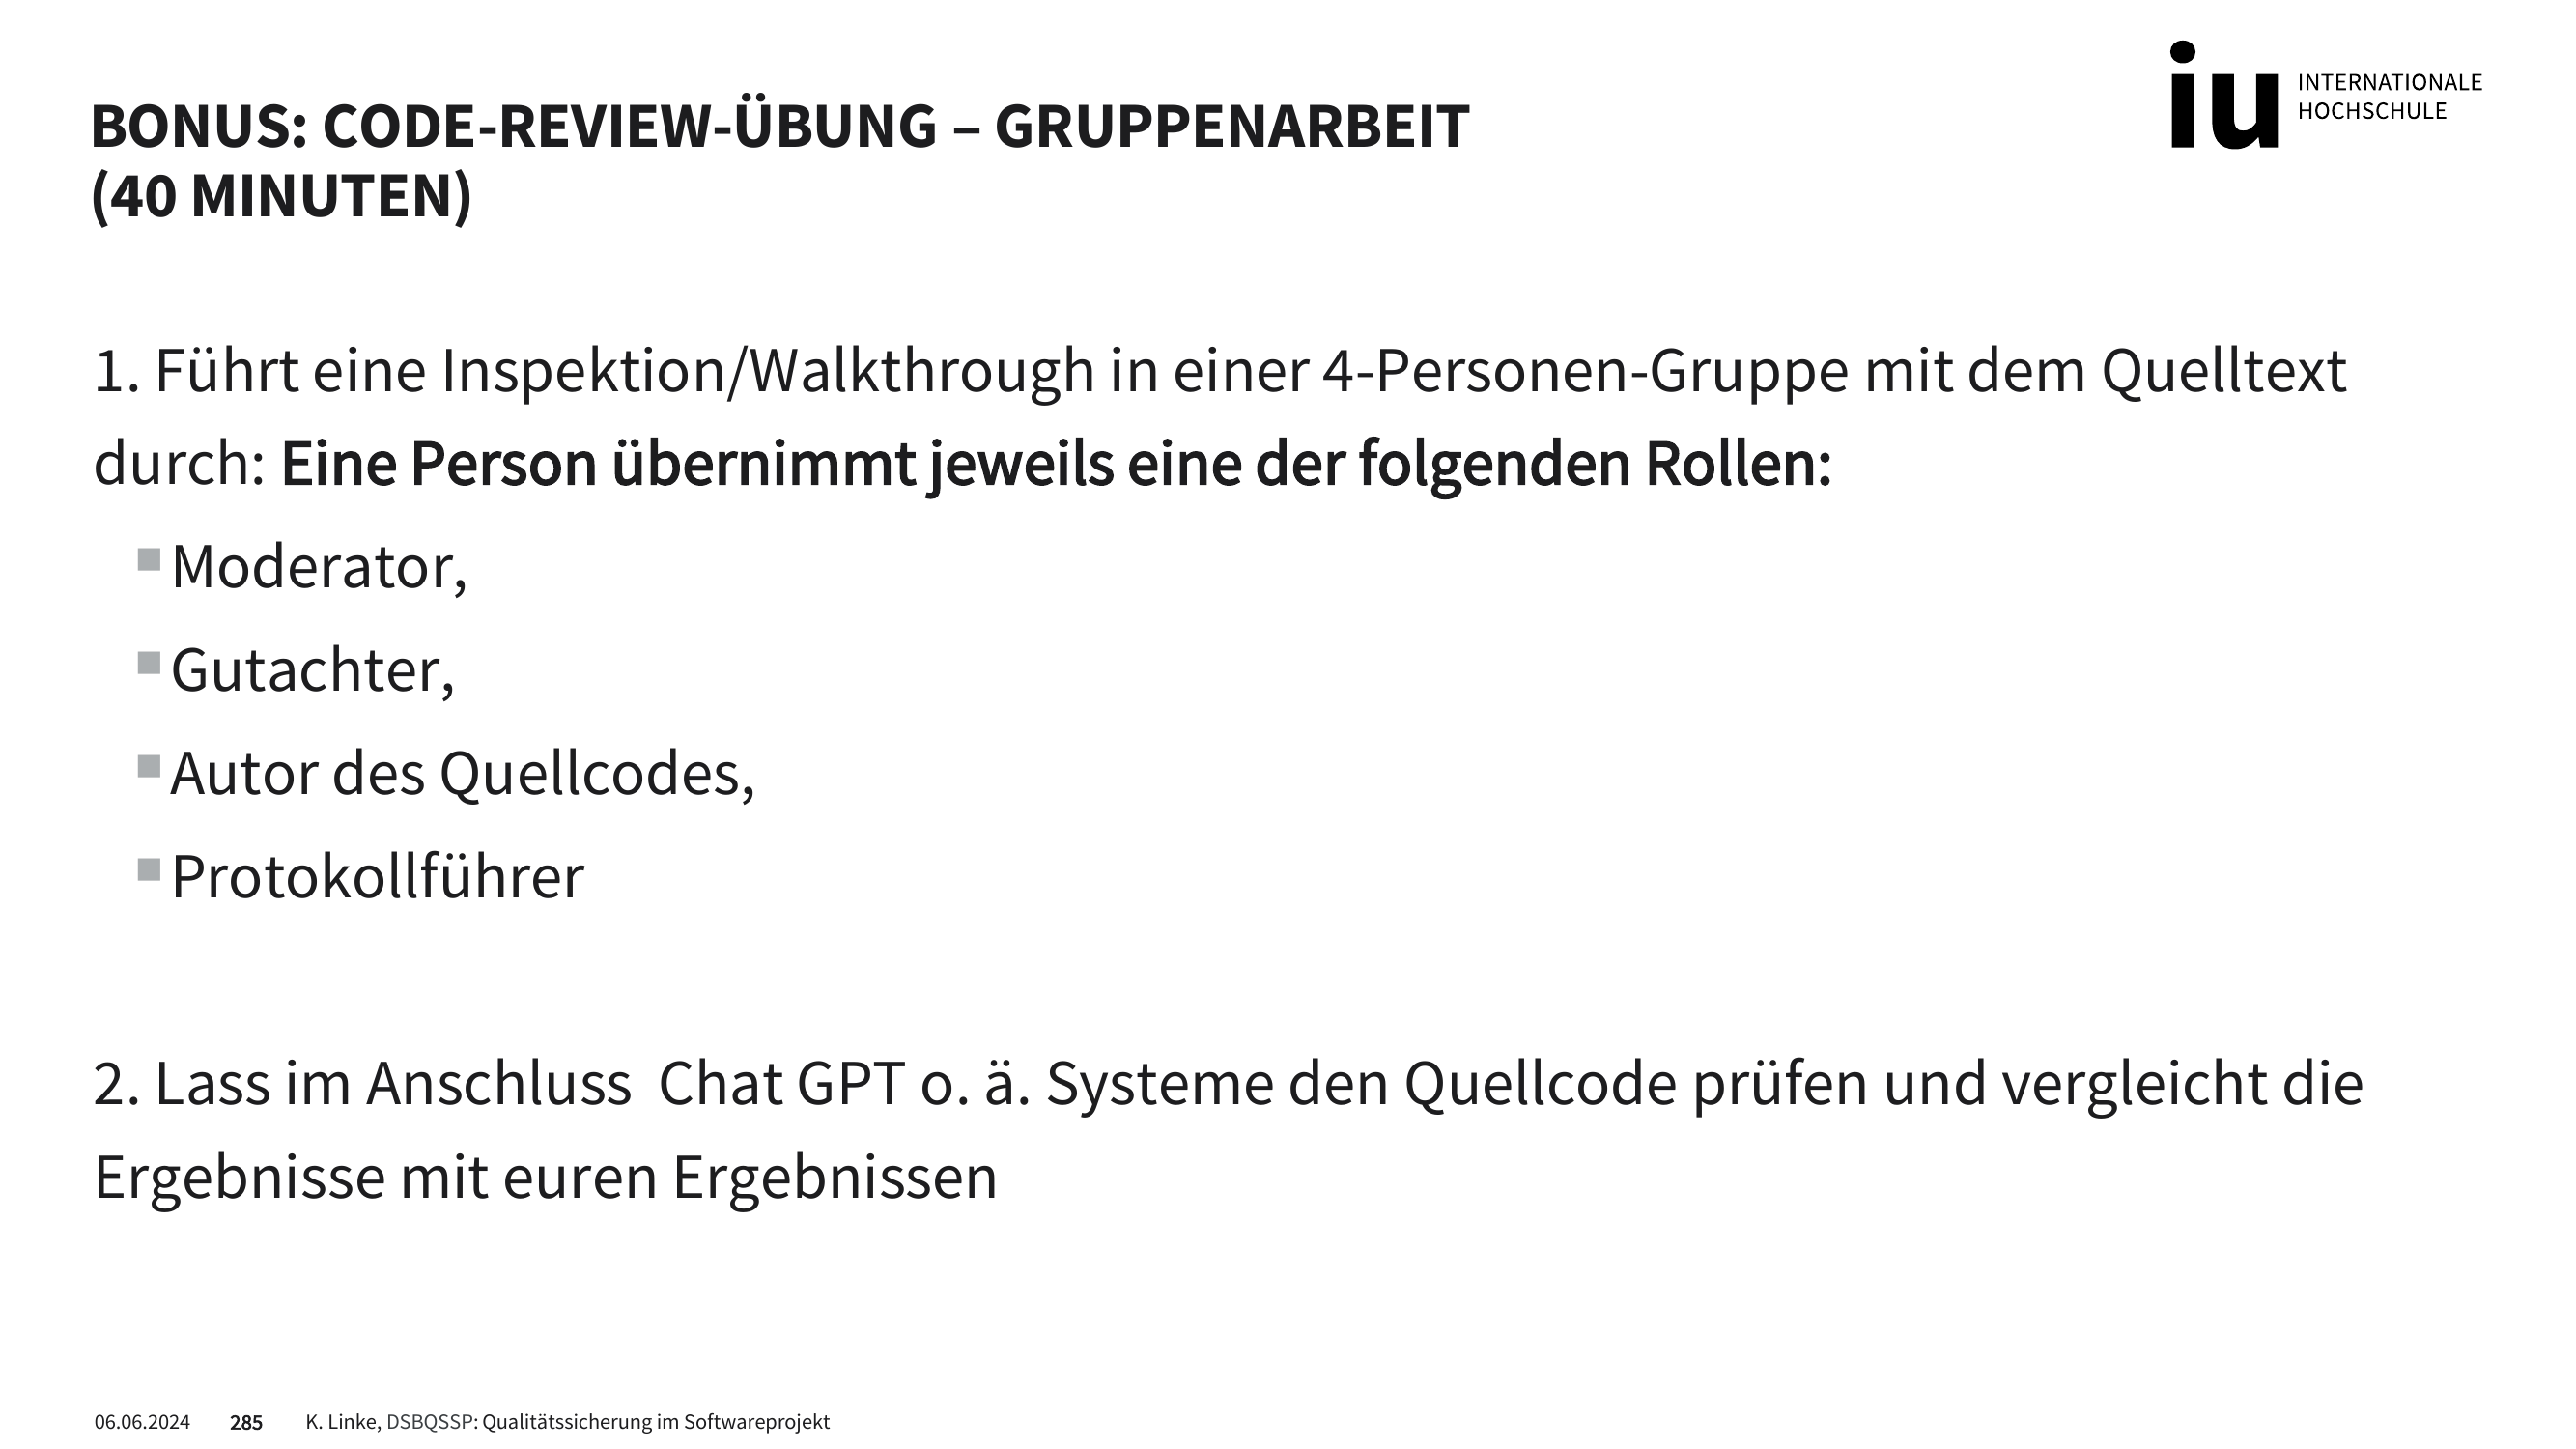 BONUS: CODE-REVIEW-ÜBUNG – GRUPPENARBEIT
(40 MINUTEN)
iu INTERNATIONALE
HOCHSCHULE
1. Führt eine Inspektion/Walkthrough in einer 4-Personen-Gruppe mit dem Quelltext
durch: Eine Person übernimmt jeweils eine der folgenden Rollen:
Moderator,
Gutachter,
Autor des Quellcodes,
Protokollführer
2. Lass im Anschluss  Chat GPT o. ä. Systeme den Quellcode prüfen und vergleicht die
Ergebnisse mit euren Ergebnissen
06.06.2024 285 K. Linke, DSBQSSP: Qualitätssicherung im Softwareprojekt